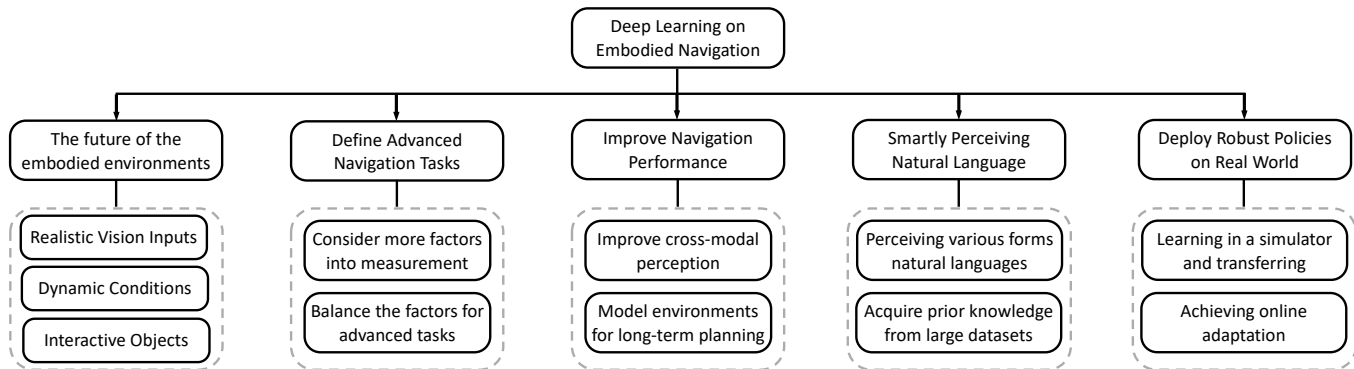 Deep Learning on
Embodied Navigation
The future of the
embodied environments
Realistic Vision Inputs
Dynamic Conditions
Interactive Objects
Define Advanced
Navigation Tasks
Consider more factors
into measurement
Balance the factors for
advanced tasks
Improve Navigation
Performance
Improve cross-modal
perception
Model environments
for long-term planning
Smartly Perceiving
Natural Language
Perceiving various forms
natural languages
Acquire prior knowledge
from large datasets
Deploy Robust Policies
on Real World
Learning in a simulator
and transferring
Achieving online
adaptation